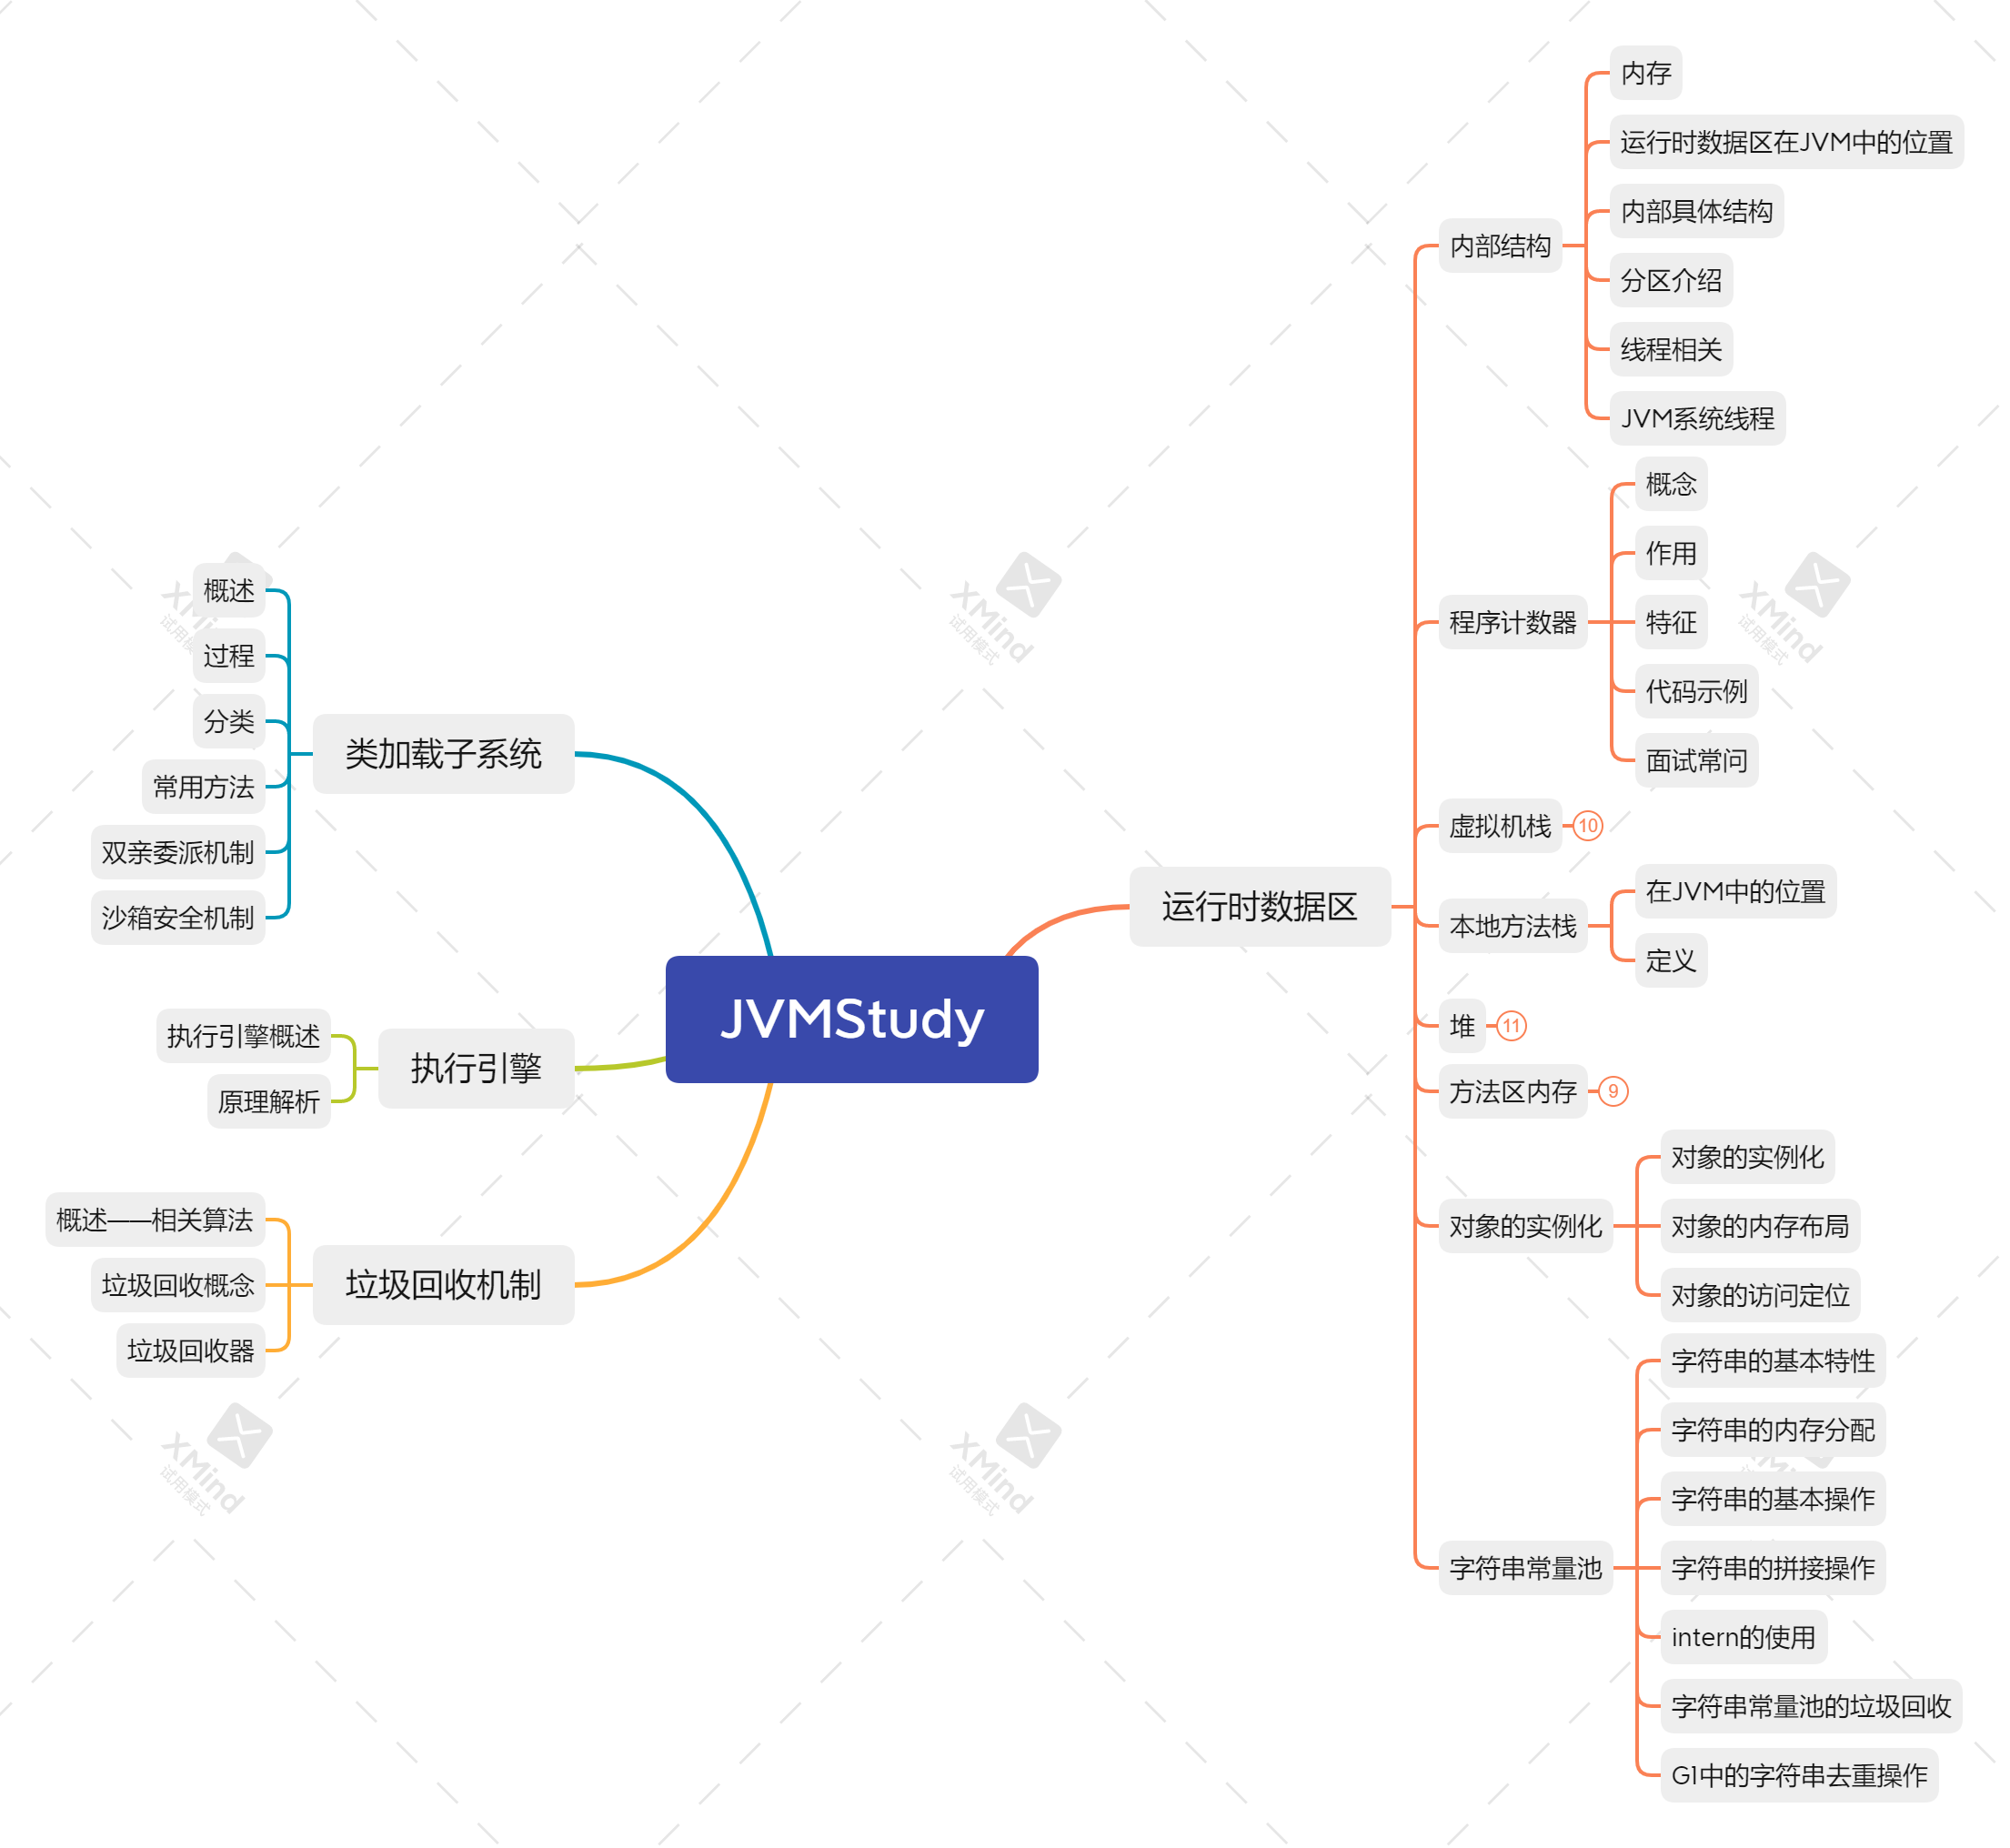 JVMStudy
运行时数据区
内部结构
内存
运行时数据区在JVM中的位置
内部具体结构
分区介绍
线程相关
JVM系统线程
程序计数器
概念
作用
特征
代码示例
面试常问
虚拟机栈
10
本地方法栈
在JVM中的位置
定义
堆
11
方法区内存
9
对象的实例化
对象的实例化
对象的内存布局
对象的访问定位
字符串常量池
字符串的基本特性
字符串的内存分配
字符串的基本操作
字符串的拼接操作
intern的使用
字符串常量池的垃圾回收
G1中的字符串去重操作
类加载子系统
概述
过程
分类
常用方法
双亲委派机制
沙箱安全机制
执行引擎
执行引擎概述
原理解析
垃圾回收机制
概述——相关算法
垃圾回收概念
垃圾回收器
XMind
试用模式
XMind
试用模式
XMind
试用模式
XMind
试用模式